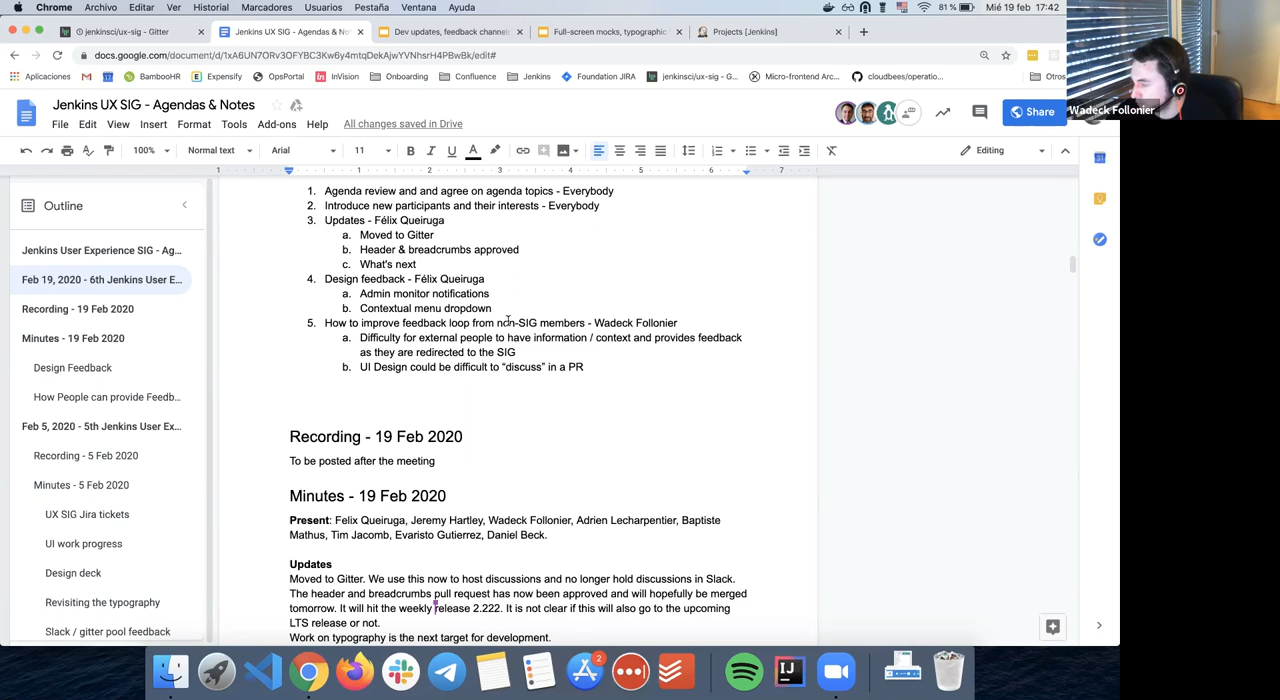 Chrome Archivo Editar Ver Historial Marcadores Usuarios Pestaña Ventana Ayuda 81 % Mié 19 feb 17:42
jenkinsci/ux-sig - Gitter
Jenkins UX SIG - Agendas & No
Dev updates, feedback channel
Full-screen mocks, typographic
Projects [Jenkins]
docs.google.com/document/d/1xA6UN7ORv3OFYBC3Kw6y4mtqDekAjwYVNhsrH4PBwBk/edit#
Aplicaciones BambooHR Expensify OpsPortal InVision Onboarding Confluence Jenkins Foundation JIRA jenkinsci/ux-sig - G... Micro-frontend Arc... cloudbees/operatio... Otros
Wadeck Follonier
Jenkins UX SIG - Agendas & Notes
File Edit View Insert Format Tools Add-ons Help All changes saved in Drive
Share
100% Normal text Arial 11 Editing
1 1 2 3 4 5 6 7
Outline
Jenkins User Experience SIG - Ag...
Feb 19, 2020 - 6th Jenkins User E...
Recording - 19 Feb 2020
Minutes - 19 Feb 2020
Design Feedback
How People can provide Feedb...
Feb 5, 2020 - 5th Jenkins User Ex...
Recording - 5 Feb 2020
Minutes - 5 Feb 2020
UX SIG Jira tickets
UI work progress
Design deck
Revisiting the typography
Slack / gitter pool feedback
1. Agenda review and and agree on agenda topics - Everybody
2. Introduce new participants and their interests - Everybody
3. Updates - Félix Queiruga
a. Moved to Gitter
b. Header & breadcrumbs approved
c. What's next
4. Design feedback - Félix Queiruga
a. Admin monitor notifications
b. Contextual menu dropdown
5. How to improve feedback loop from non-SIG members - Wadeck Follonier
a. Difficulty for external people to have information / context and provides feedback
as they are redirected to the SIG
b. UI Design could be difficult to “discuss” in a PR
Recording - 19 Feb 2020
To be posted after the meeting
Minutes - 19 Feb 2020
Present: Felix Queiruga, Jeremy Hartley, Wadeck Follonier, Adrien Lecharpentier, Baptiste
Mathus, Tim Jacomb, Evaristo Gutierrez, Daniel Beck.
Updates
Moved to Gitter. We use this now to host discussions and no longer hold discussions in Slack.
The header and breadcrumbs pull request has now been approved and will hopefully be merged
tomorrow. It will hit the weekly release 2.222. It is not clear if this will also go to the upcoming
LTS release or not.
Work on typography is the next target for development.
2